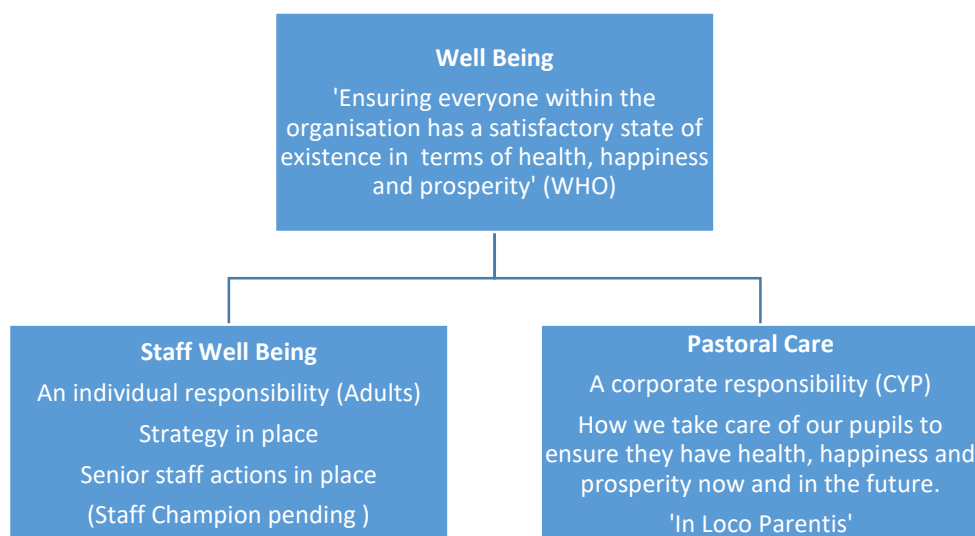 Well Being
'Ensuring everyone within the
organisation has a satisfactory state of
existence in  terms of health, happiness
and prosperity' (WHO)
Staff Well Being
An individual responsibility (Adults)
Strategy in place
Senior staff actions in place
(Staff Champion pending )
Pastoral Care
A corporate responsibility (CYP)
How we take care of our pupils to
ensure they have health, happiness and
prosperity now and in the future.
'In Loco Parentis'